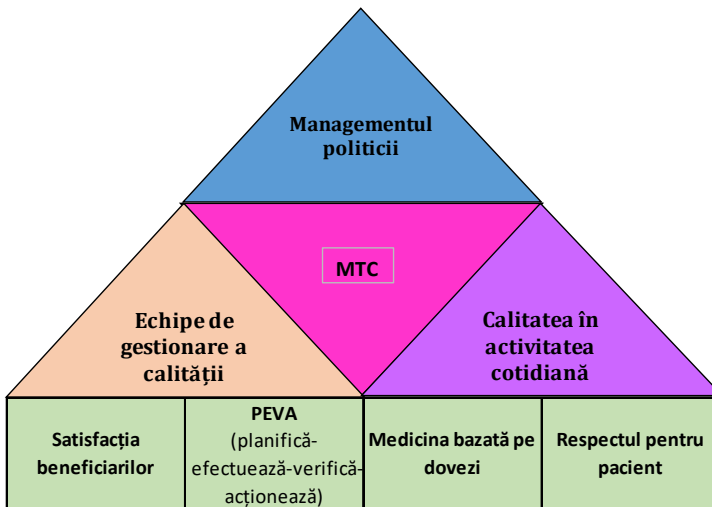 Managementul
politicii
MTC
Echipe de
gestionare a
calității
Calitatea în
activitatea
cotidiană
Satisfacția
beneficiarilor
PEVA
(planifică-
efectuează-verifică-
acționează)
Medicina bazată pe
dovezi
Respectul pentru
pacient